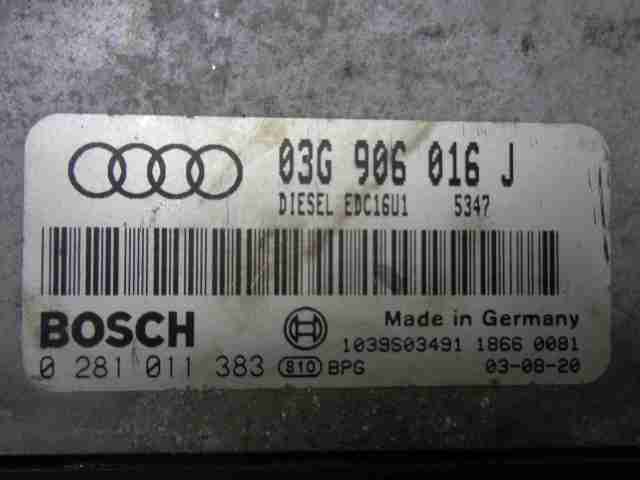 03G 906 016 J
DIESEL EDC16U1 5347
BOSCH
Made in Germany
1039S03491 1866 0081
0 281 011 383 810 BPG 03-08-20